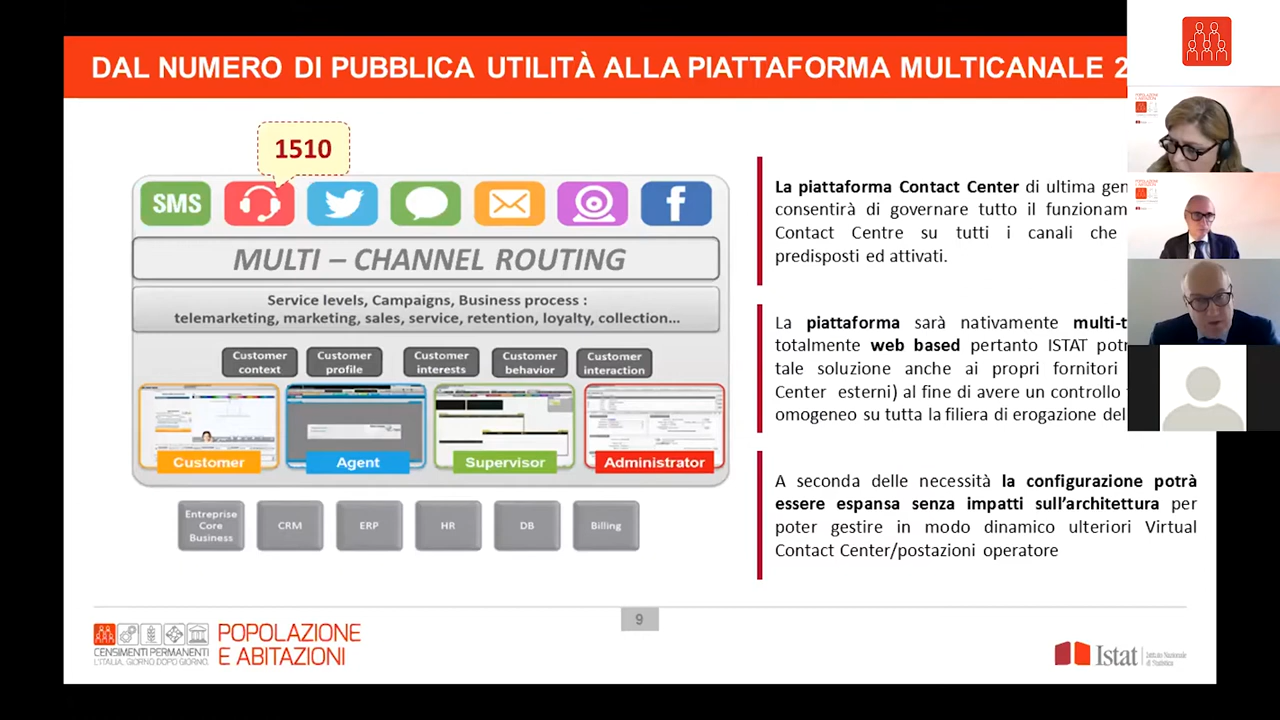 DAL NUMERO DI PUBBLICA UTILITÀ ALLA PIATTAFORMA MULTICANALE 2
1510
SMS
MULTI – CHANNEL ROUTING
Service levels, Campaigns, Business process :
telemarketing, marketing, sales, service, retention, loyalty, collection...
Customer context
Customer profile
Customer interests
Customer behavior
Customer interaction
Customer
Agent
Supervisor
Administrator
Entreprise Core Business
CRM
ERP
HR
DB
Billing
La piattaforma Contact Center di ultima gen
consentirà di governare tutto il funzionam
Contact Centre su tutti i canali che
predisposti ed attivati.
La piattaforma sarà nativamente multi-t
totalmente web based pertanto ISTAT potr
tale soluzione anche ai propri fornitori
Center esterni) al fine di avere un controllo
omogeneo su tutta la filiera di erogazione del
A seconda delle necessità la configurazione potrà
essere espansa senza impatti sull'architettura per
poter gestire in modo dinamico ulteriori Virtual
Contact Center/postazioni operatore
9
CENSIMENTI PERMANENTI
L'ITALIA, GIORNO DOPO GIORNO.
POPOLAZIONE
E ABITAZIONI
Istat
Istituto Nazionale
di Statistica